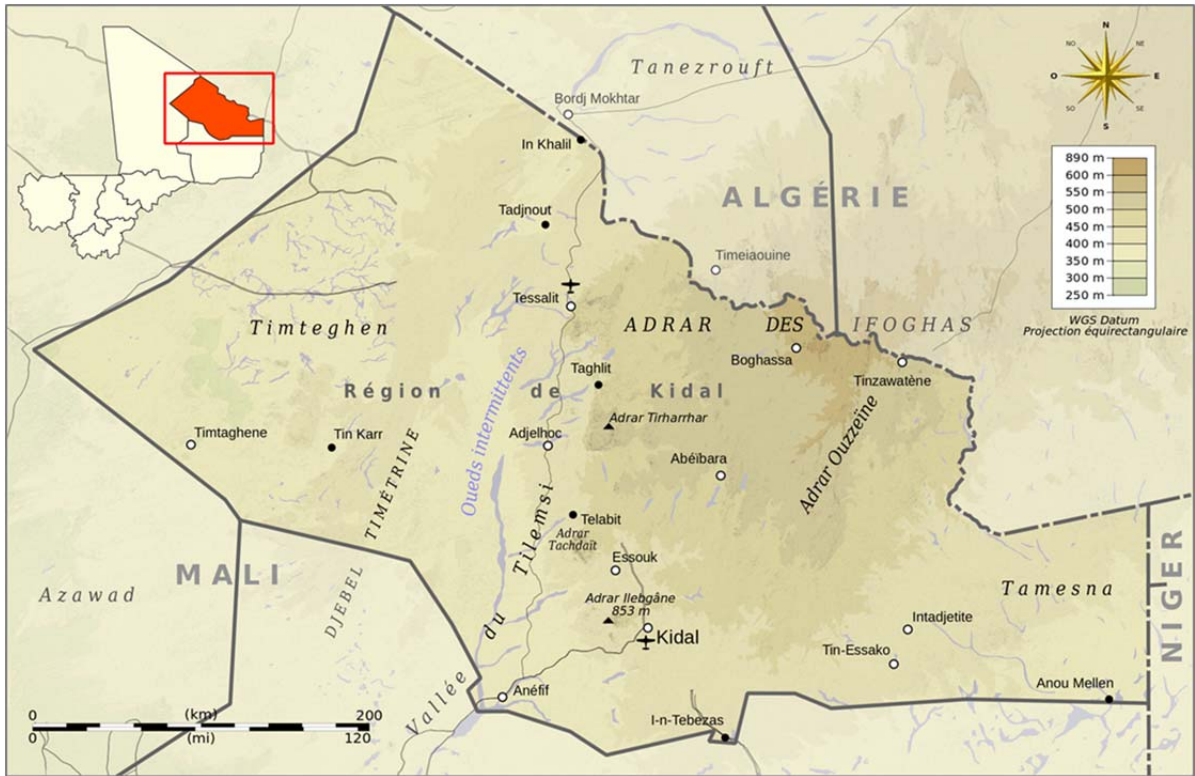 Tanezrouft
N
NO
NE
O
E
SO
SE
S
Bordj Mokhtar
In Khalil
ALGÉRIE
890 m
600 m
550 m
500 m
450 m
400 m
350 m
300 m
250 m
WGS Datum
Projection équirectangulaire
Tadjnout
Timeiaouine
Tessalit
Timteghen
ADRAR DES IFOGHAS
Boghassa
Tinzawatène
Taghlit
Région de Kidal
Adrar Tirharrhar
Oueds intermittents
Timtaghene
Tin Karr
Adjelhoc
Abéïbara
Adrar Ouzzeïne
DJEBEL TIMÉTRINE
Telabit
Adrar
Tachdaït
Vallée du Tilemsi
Essouk
MALI
Azawad
Adrar Ilebgâne
853 m
Kidal
Tamesna
NIGER
Intadjetite
Tin-Essako
Anéfif
Anou Mellen
I-n-Tebezas
0 (km) 200
0 (mi) 120